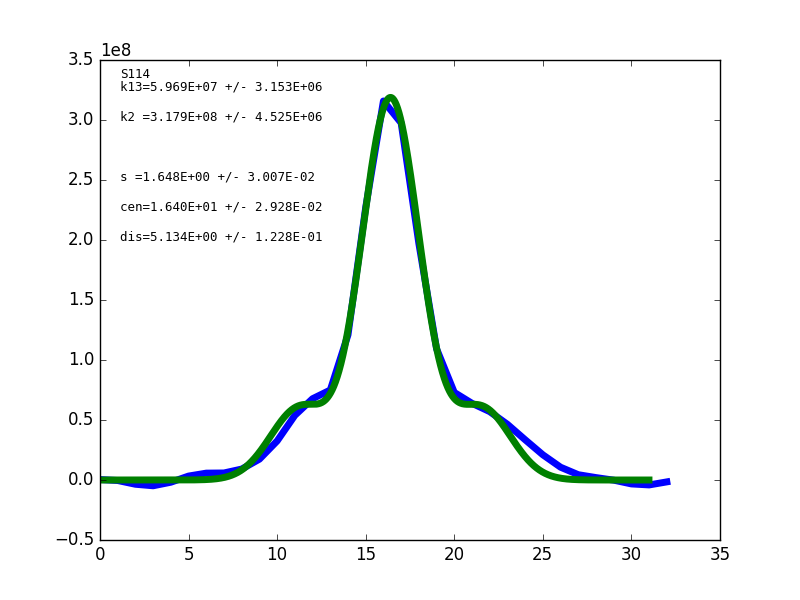 1e8
3.5
3.0
2.5
2.0
1.5
1.0
0.5
0.0
−0.5
S114
k13=5.969E+07 +/- 3.153E+06
k2 =3.179E+08 +/- 4.525E+06
s =1.648E+00 +/- 3.007E-02
cen=1.640E+01 +/- 2.928E-02
dis=5.134E+00 +/- 1.228E-01
0 5 10 15 20 25 30 35